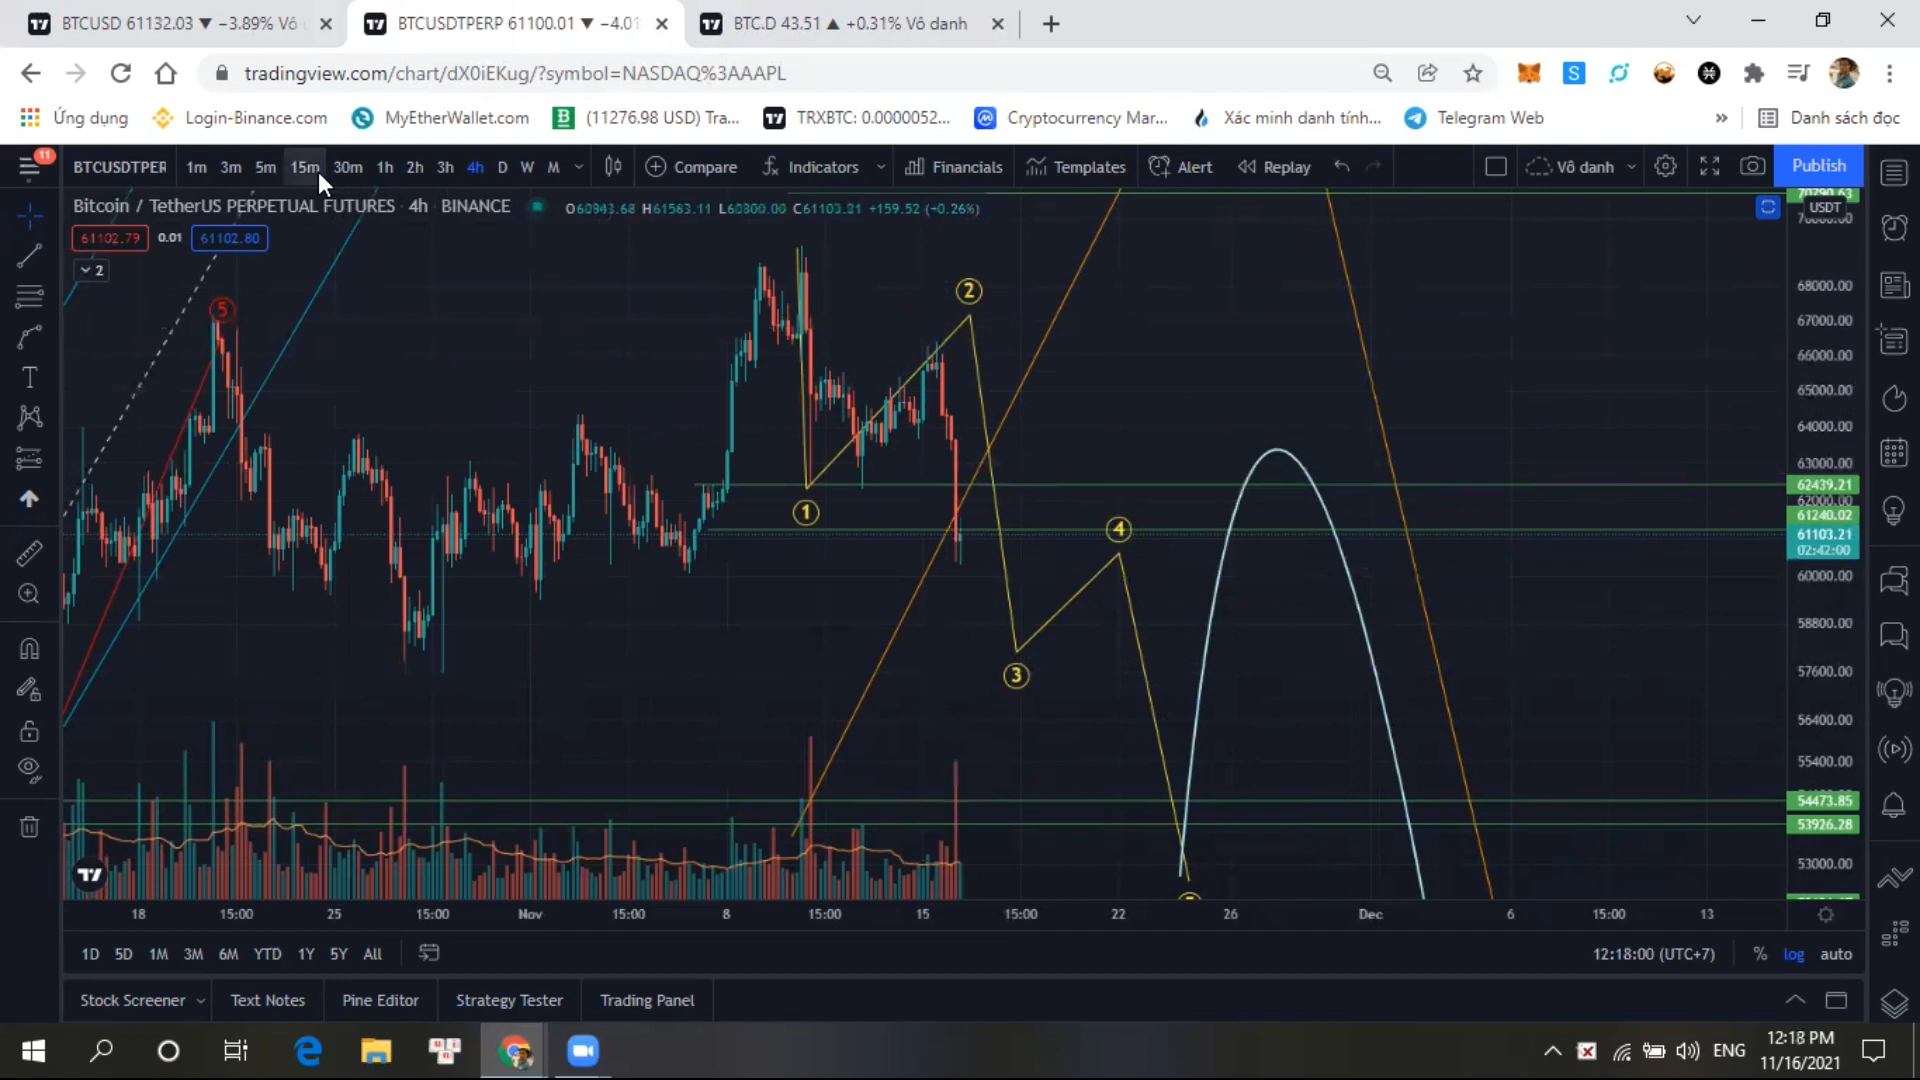 BTCUSD 61132.03 ▼ −3.89% Vô
BTCUSDTPERP 61100.01 ▼ −4.01
BTC.D 43.51 ▲ +0.31% Vô danh
tradingview.com/chart/dX0iEKug/?symbol=NASDAQ%3AAAPL
Ứng dụng
Login-Binance.com
MyEtherWallet.com
(11276.98 USD) Tra...
TRXBTC: 0.0000052...
Cryptocurrency Mar...
Xác minh danh tính...
Telegram Web
»
Danh sách đọc
11
BTCUSDTPER 1m 3m 5m 15m 30m 1h 2h 3h 4h D W M
Compare
Indicators
Financials
Templates
Alert
Replay
Vô danh
Publish
Bitcoin / TetherUS PERPETUAL FUTURES 4h BINANCE
O60943.68 H61583.11 L60800.00 C61103.21 +159.52 (+0.26%)
61102.79 0.01 61102.80
2
5
2
1
4
3
70790.63
USDT
68000.00
67000.00
66000.00
65000.00
64000.00
63000.00
62439.21
62000.00
61240.02
61103.21
02:42:00
60000.00
58800.00
57600.00
56400.00
55400.00
54473.85
53926.28
53000.00
18 15:00 25 15:00 Nov 15:00 8 15:00 15 15:00 22 26 Dec 6 15:00 13
1D 5D 1M 3M 6M YTD 1Y 5Y All
12:18:00 (UTC+7) % log auto
Stock Screener Text Notes Pine Editor Strategy Tester Trading Panel
ENG
12:18 PM
11/16/2021